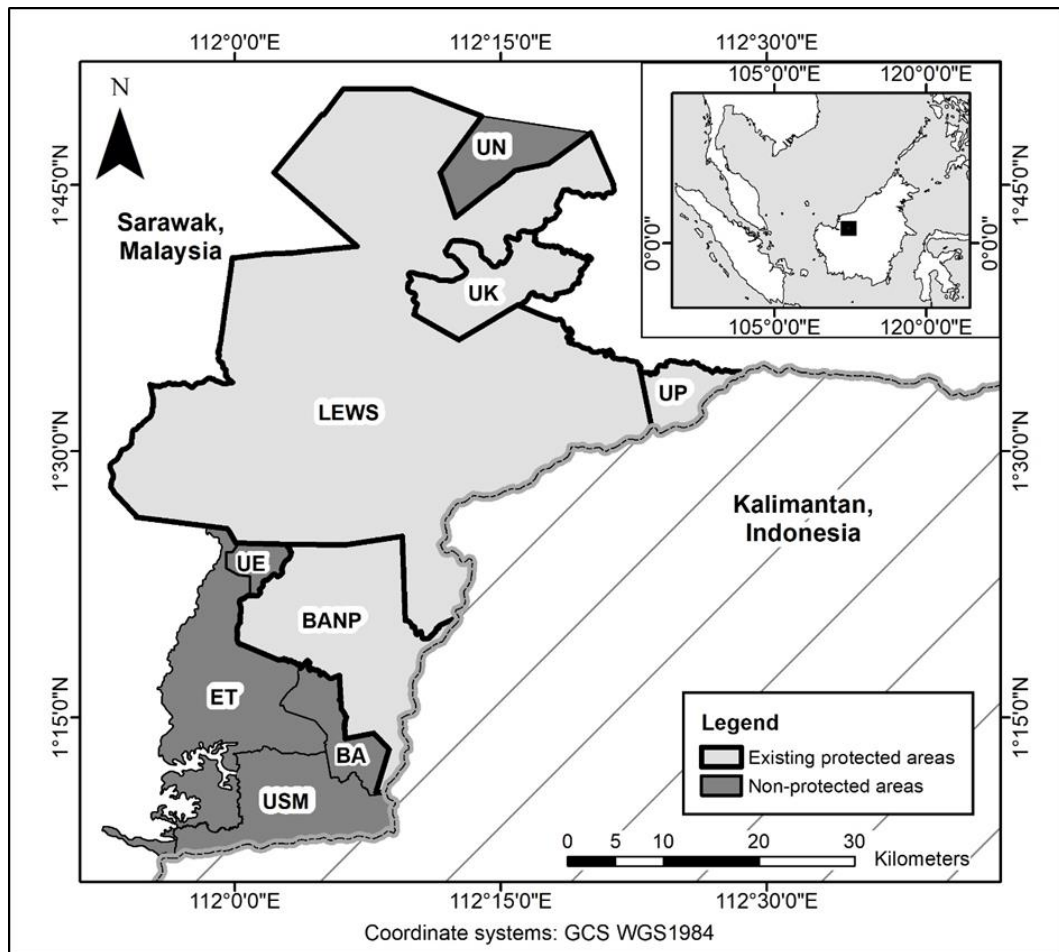 112°0'0"E 112°15'0"E 112°30'0"E
105°0'0"E 120°0'0"E
0°0'0" 0°0'0"
105°0'0"E 120°0'0"E
N
1°45'0"N 1°45'0"N
Sarawak,
Malaysia
UN
UK
LEWS
UP
1°30'0"N 1°30'0"N
Kalimantan,
Indonesia
UE
BANP
ET
1°15'0"N 1°15'0"N
BA
USM
Legend
Existing protected areas
Non-protected areas
0 5 10 20 30
Kilometers
112°0'0"E 112°15'0"E 112°30'0"E
Coordinate systems: GCS WGS1984